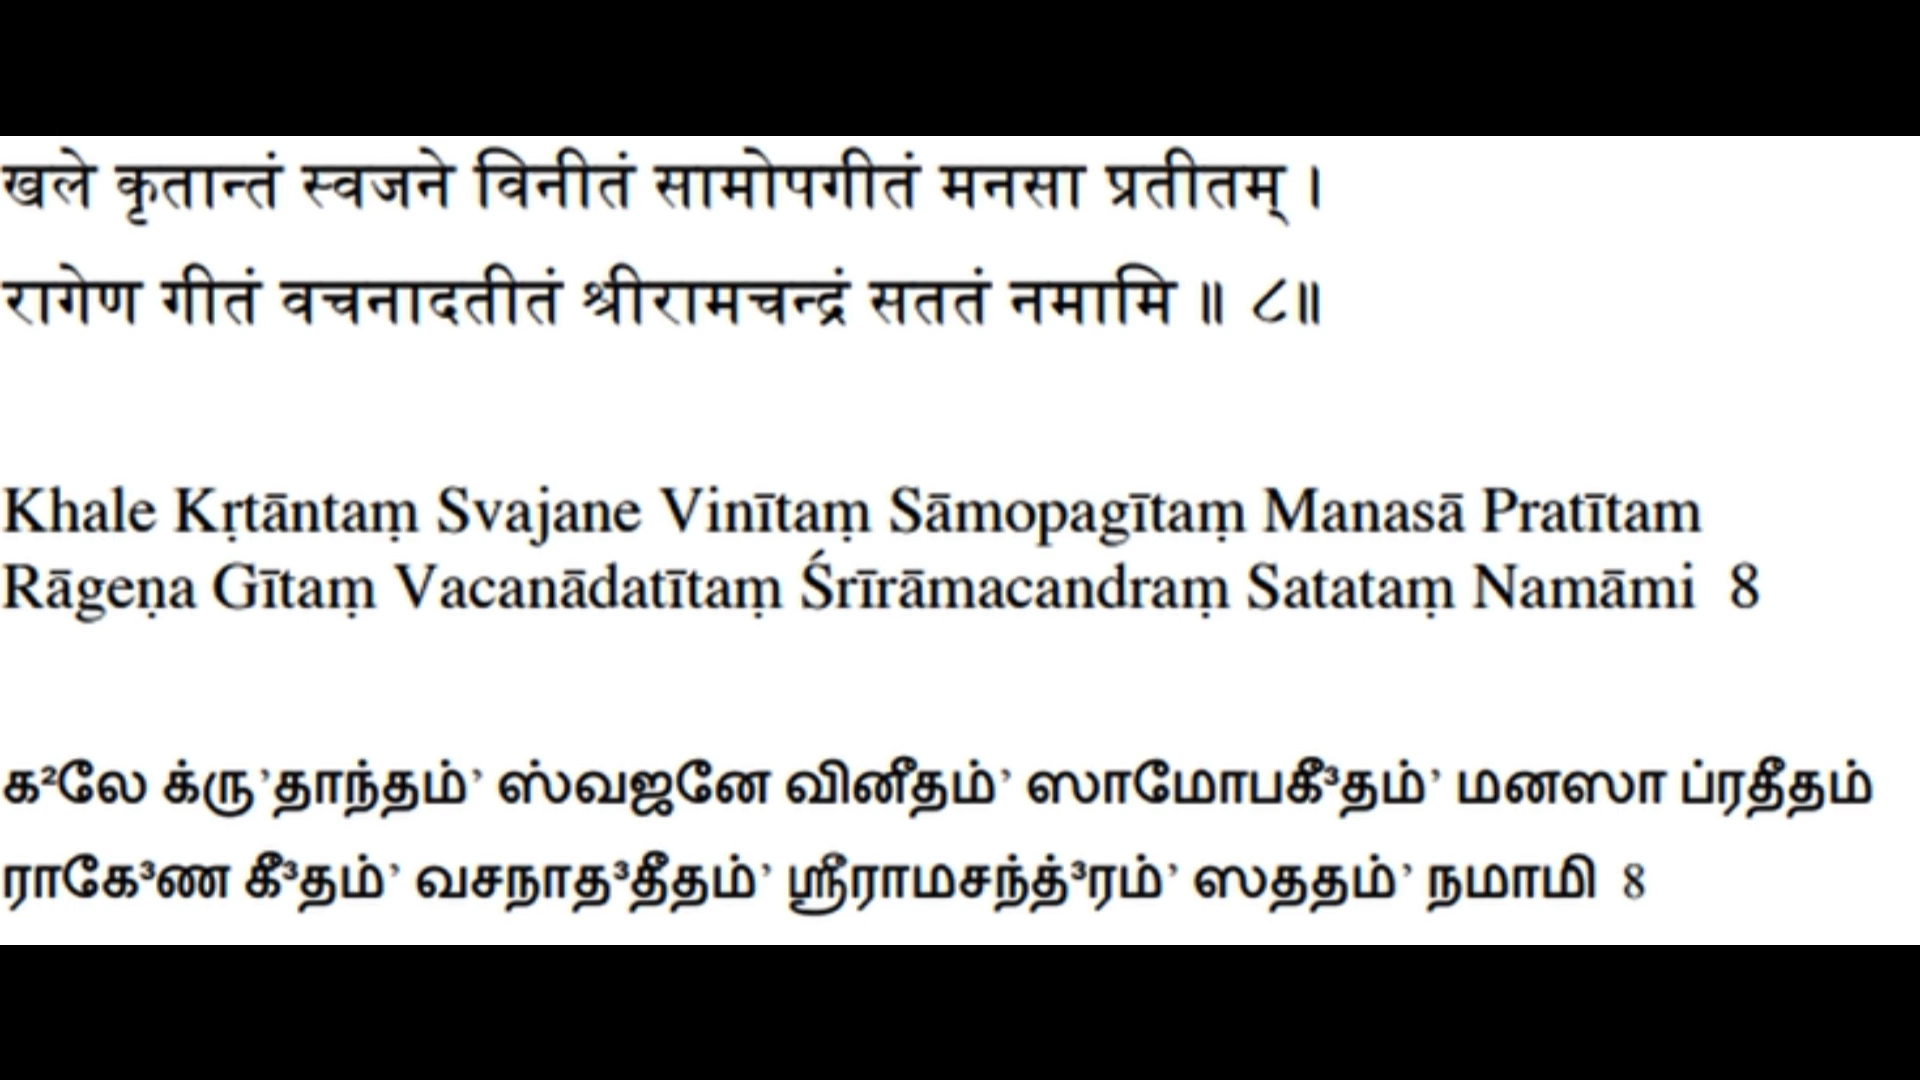 खले कृतान्तं स्वजने विनीतं सामोपगीतं मनसा प्रतीतम् ।
रागेण गीतं वचनादतीतं श्रीरामचन्द्रं सततं नमामि ॥ ८॥
Khale Kṛtāntaṃ Svajane Vinītaṃ Sāmopagītaṃ Manasā Pratītam
Rāgeṇa Gītaṃ Vacanādatītaṃ Śrīrāmacandraṃ Satataṃ Namāmi 8
க²லே க்ருʼதாந்தம்ʼ ஸ்வஜனே வினீதம்ʼ ஸாமோபகீ³தம்ʼ மனஸா ப்ரதீதம்
ராகே³ண கீ³தம்ʼ வசநாத³தீதம்ʼ ஶ்ரீராமசந்த்³ரம்ʼ ஸததம்ʼ நமாமி 8